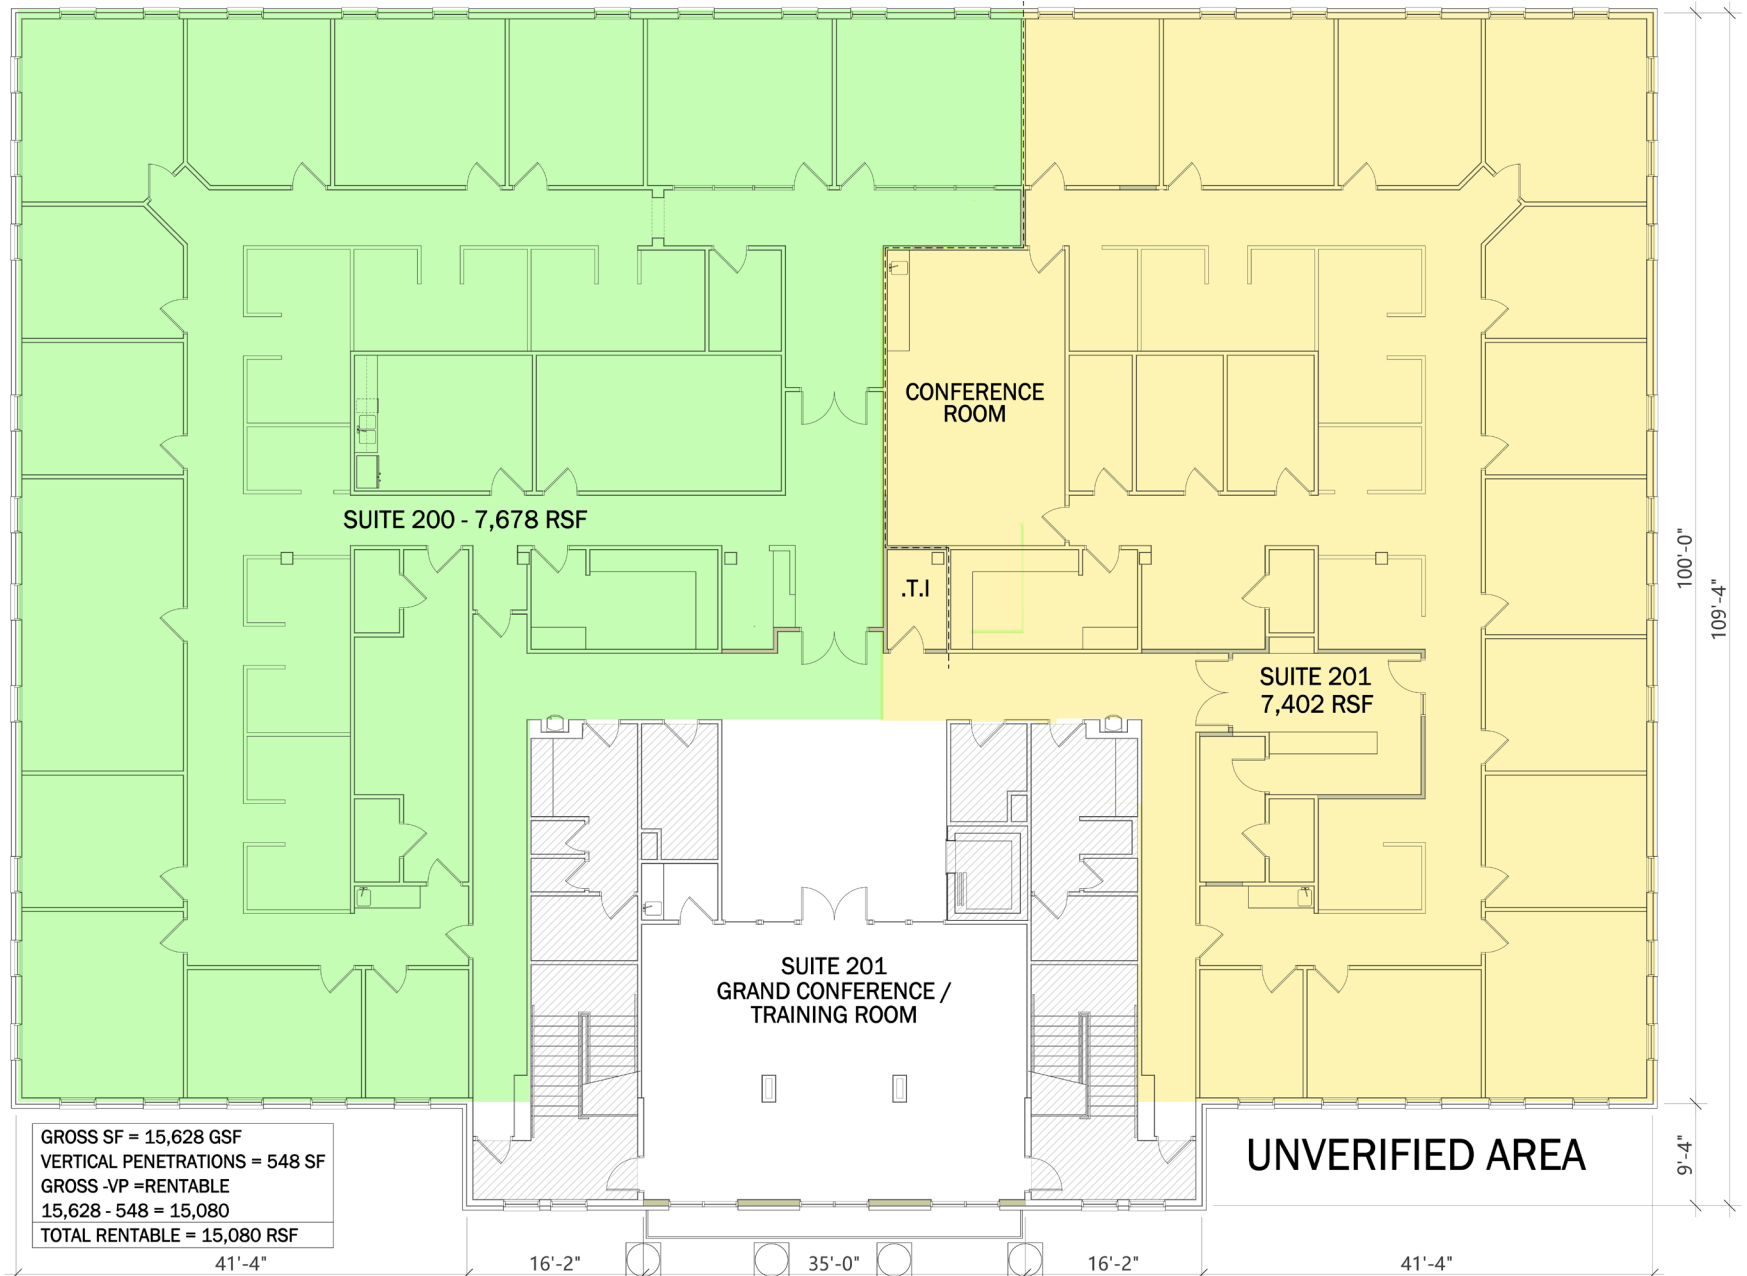 CONFERENCE
ROOM
SUITE 200 - 7,678 RSF
.T.I
SUITE 201
7,402 RSF
100'-0"
109'-4"
SUITE 201
GRAND CONFERENCE /
TRAINING ROOM
GROSS SF = 15,628 GSF
VERTICAL PENETRATIONS = 548 SF
GROSS -VP =RENTABLE
15,628 - 548 = 15,080
TOTAL RENTABLE = 15,080 RSF
UNVERIFIED AREA
9'-4"
41'-4"
16'-2"
35'-0"
16'-2"
41'-4"